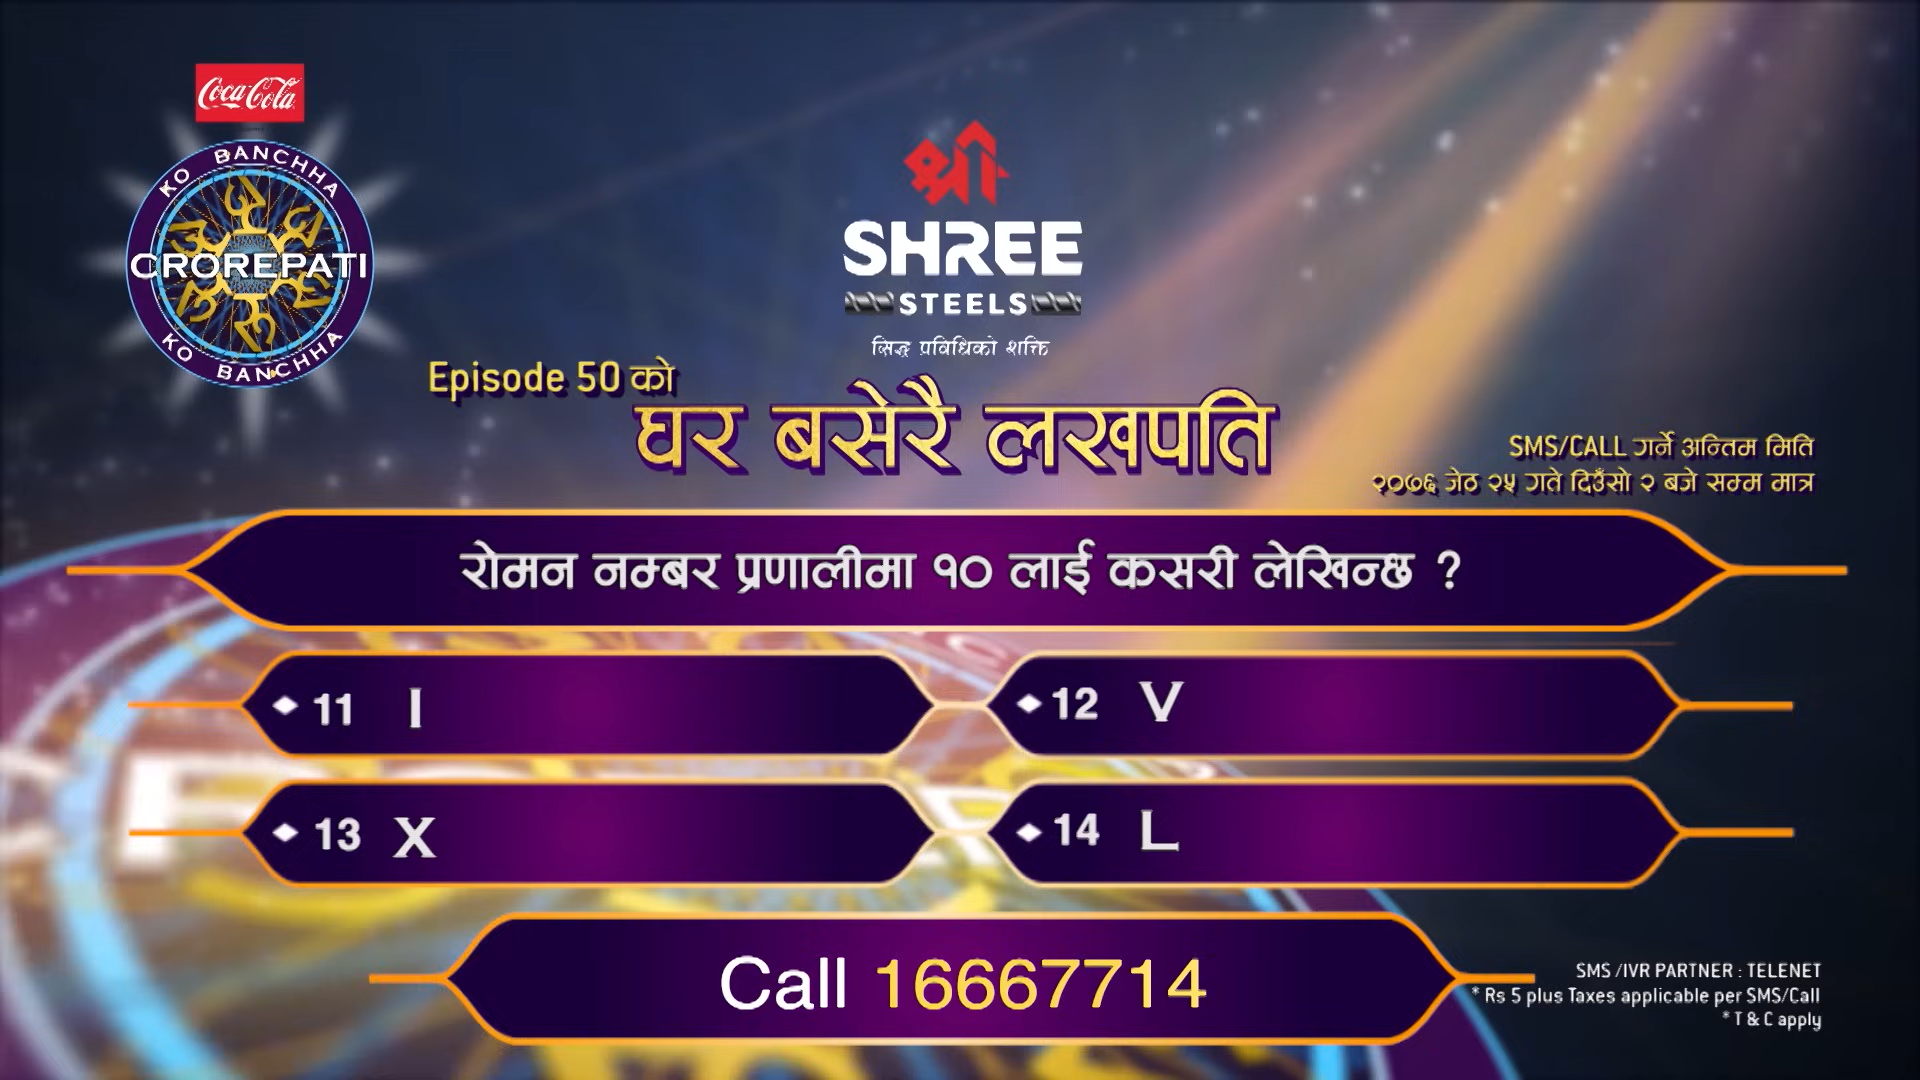 Coca-Cola
KO BANCHHA
CROREPATI
KO BANCHHA
श्री
SHREE
STEELS
सिद्ध प्रविधिको शक्ति
Episode 50 को
घर बसेरै लखपति
SMS/CALL गर्ने अन्तिम मिति
२०७६ जेठ २५ गते दिउँसो २ बजे सम्म मात्र
रोमन नम्बर प्रणालीमा १० लाई कसरी लेखिन्छ ?
11 I
12 V
13 X
14 L
Call 16667714
SMS /IVR PARTNER : TELENET
* Rs 5 plus Taxes applicable per SMS/Call
* T & C apply